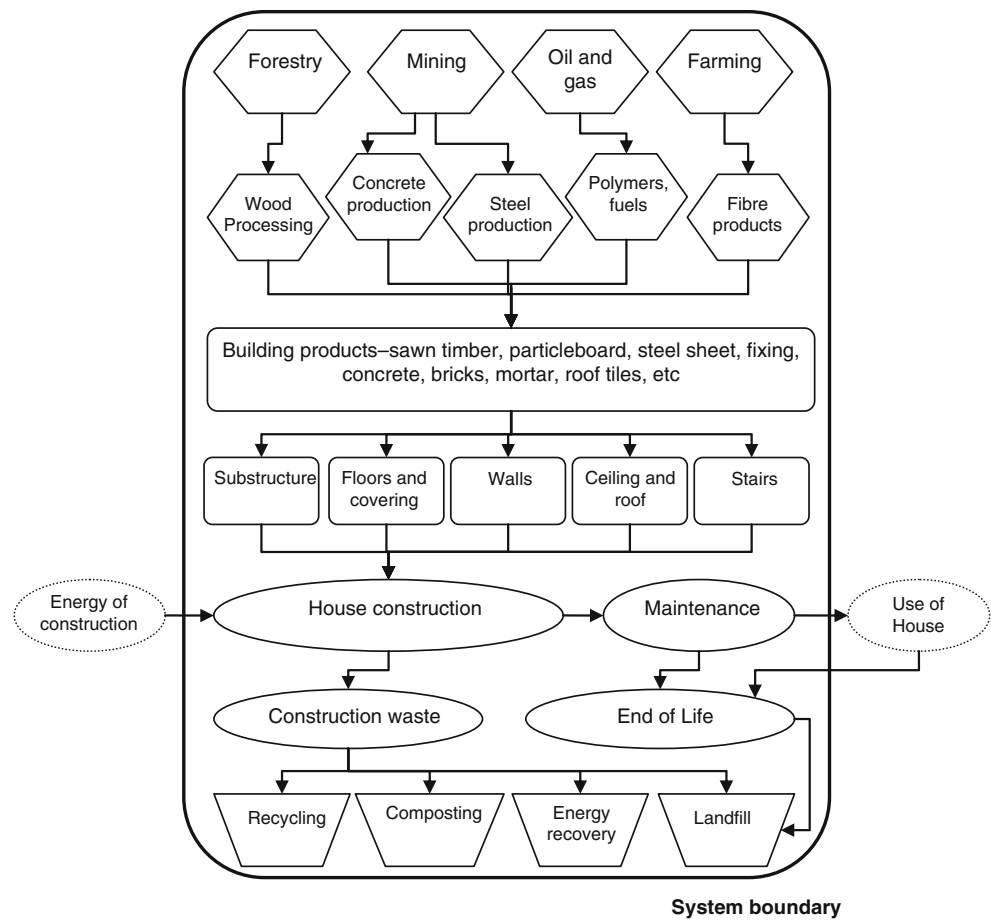 Forestry
Mining
Oil and
gas
Farming
Wood
Processing
Concrete
production
Steel
production
Polymers,
fuels
Fibre
products
Building products–sawn timber, particleboard, steel sheet, fixing,
concrete, bricks, mortar, roof tiles, etc
Substructure
Floors and
covering
Walls
Ceiling and
roof
Stairs
Energy of
construction
House construction
Maintenance
Use of
House
Construction waste
End of Life
Recycling
Composting
Energy
recovery
Landfill
System boundary